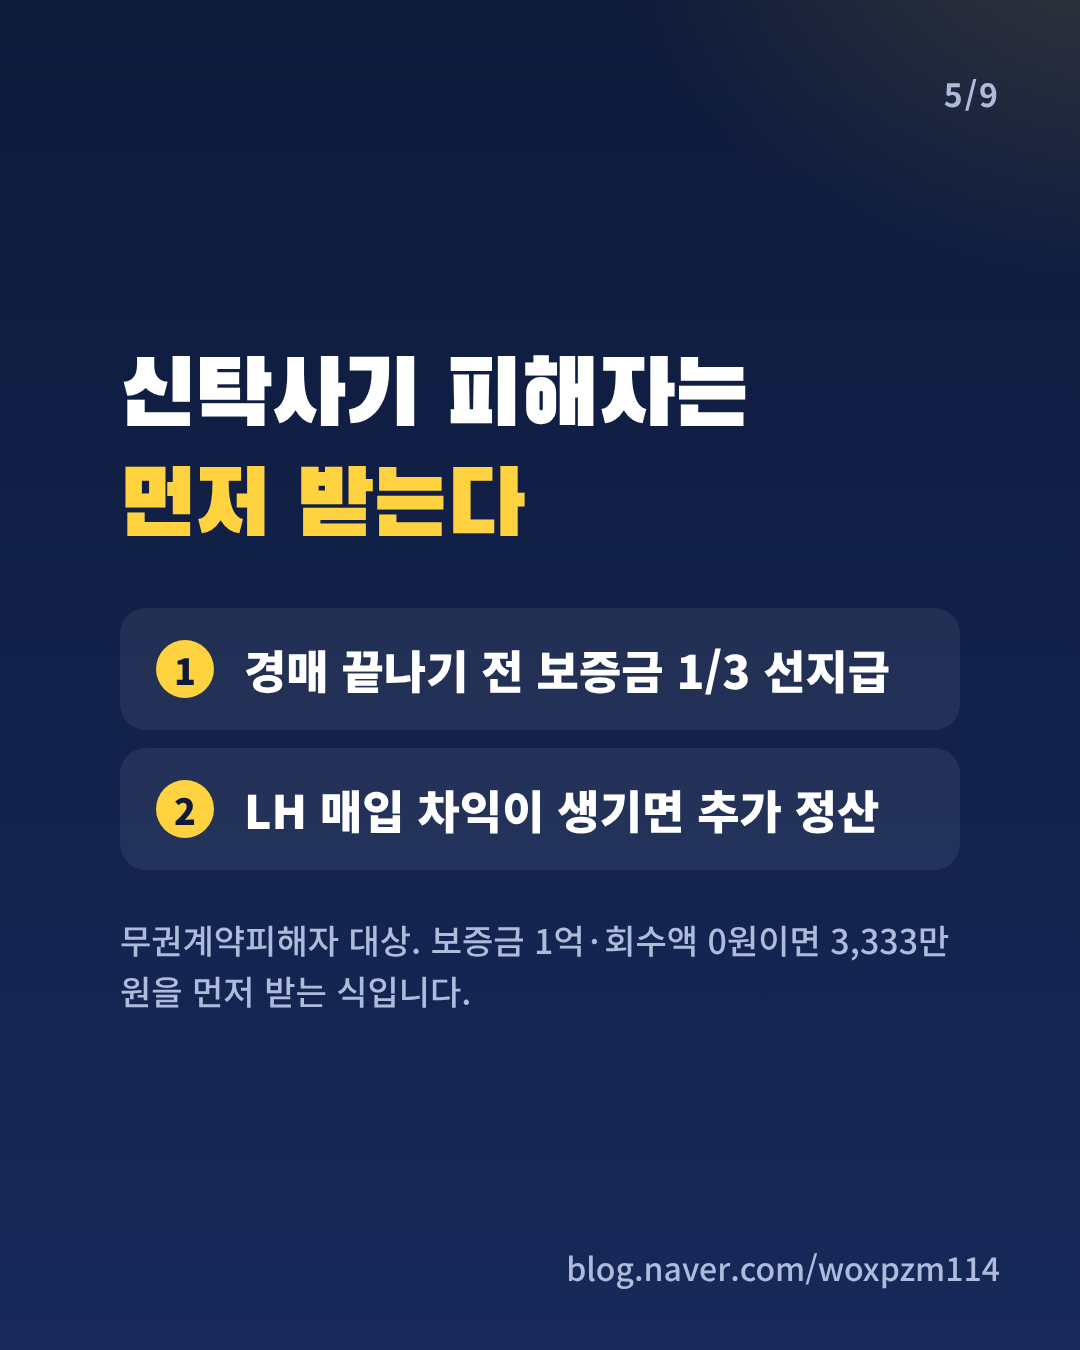 5/9
신탁사기 피해자는
먼저 받는다
1 경매 끝나기 전 보증금 1/3 선지급
2 LH 매입 차익이 생기면 추가 정산
무권계약피해자 대상. 보증금 1억·회수액 0원이면 3,333만
원을 먼저 받는 식입니다.
blog.naver.com/woxpzm114